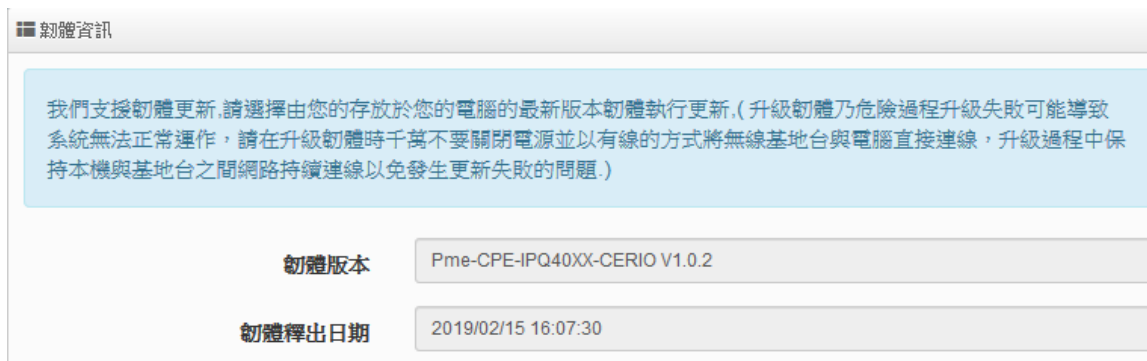 韌體資訊
我們支援韌體更新,請選擇由您的存放於您的電腦的最新版本韌體執行更新,( 升級韌體乃危險過程升級失敗可能導致
系統無法正常運作，請在升級韌體時千萬不要關閉電源並以有線的方式將無線基地台與電腦直接連線，升級過程中保
持本機與基地台之間網路持續連線以免發生更新失敗的問題.)
韌體版本 Pme-CPE-IPQ40XX-CERIO V1.0.2
韌體釋出日期 2019/02/15 16:07:30